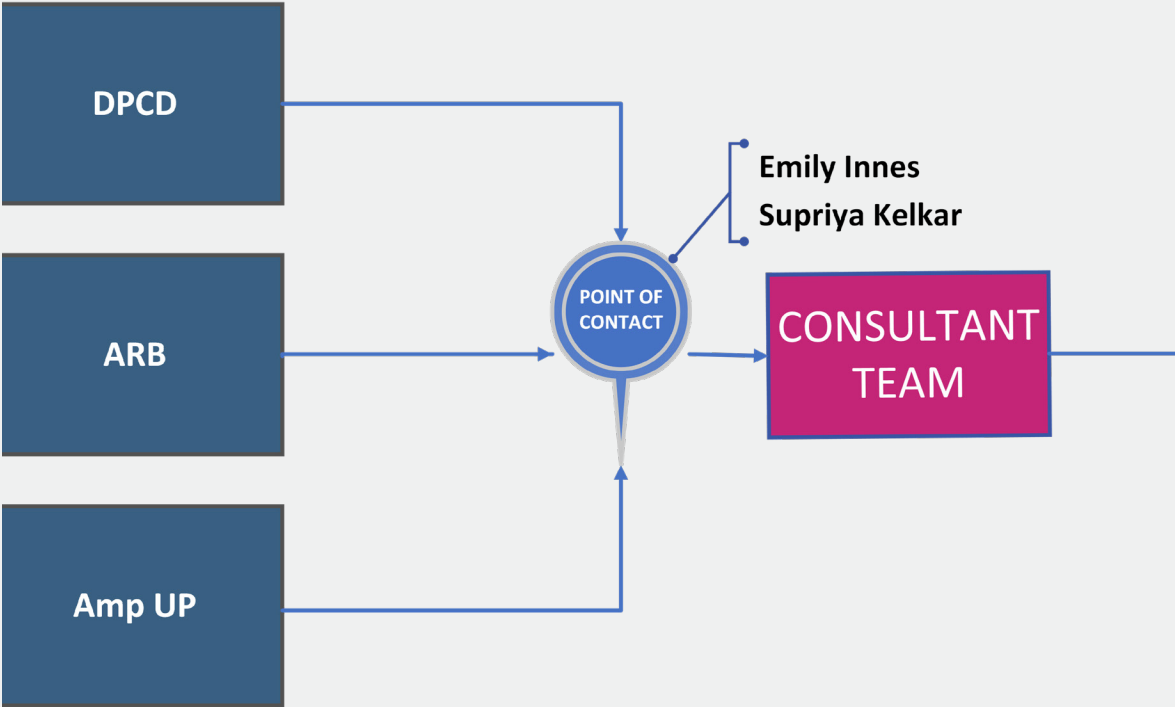 DPCD
Emily Innes
Supriya Kelkar
POINT OF
CONTACT
ARB
CONSULTANT
TEAM
Amp UP